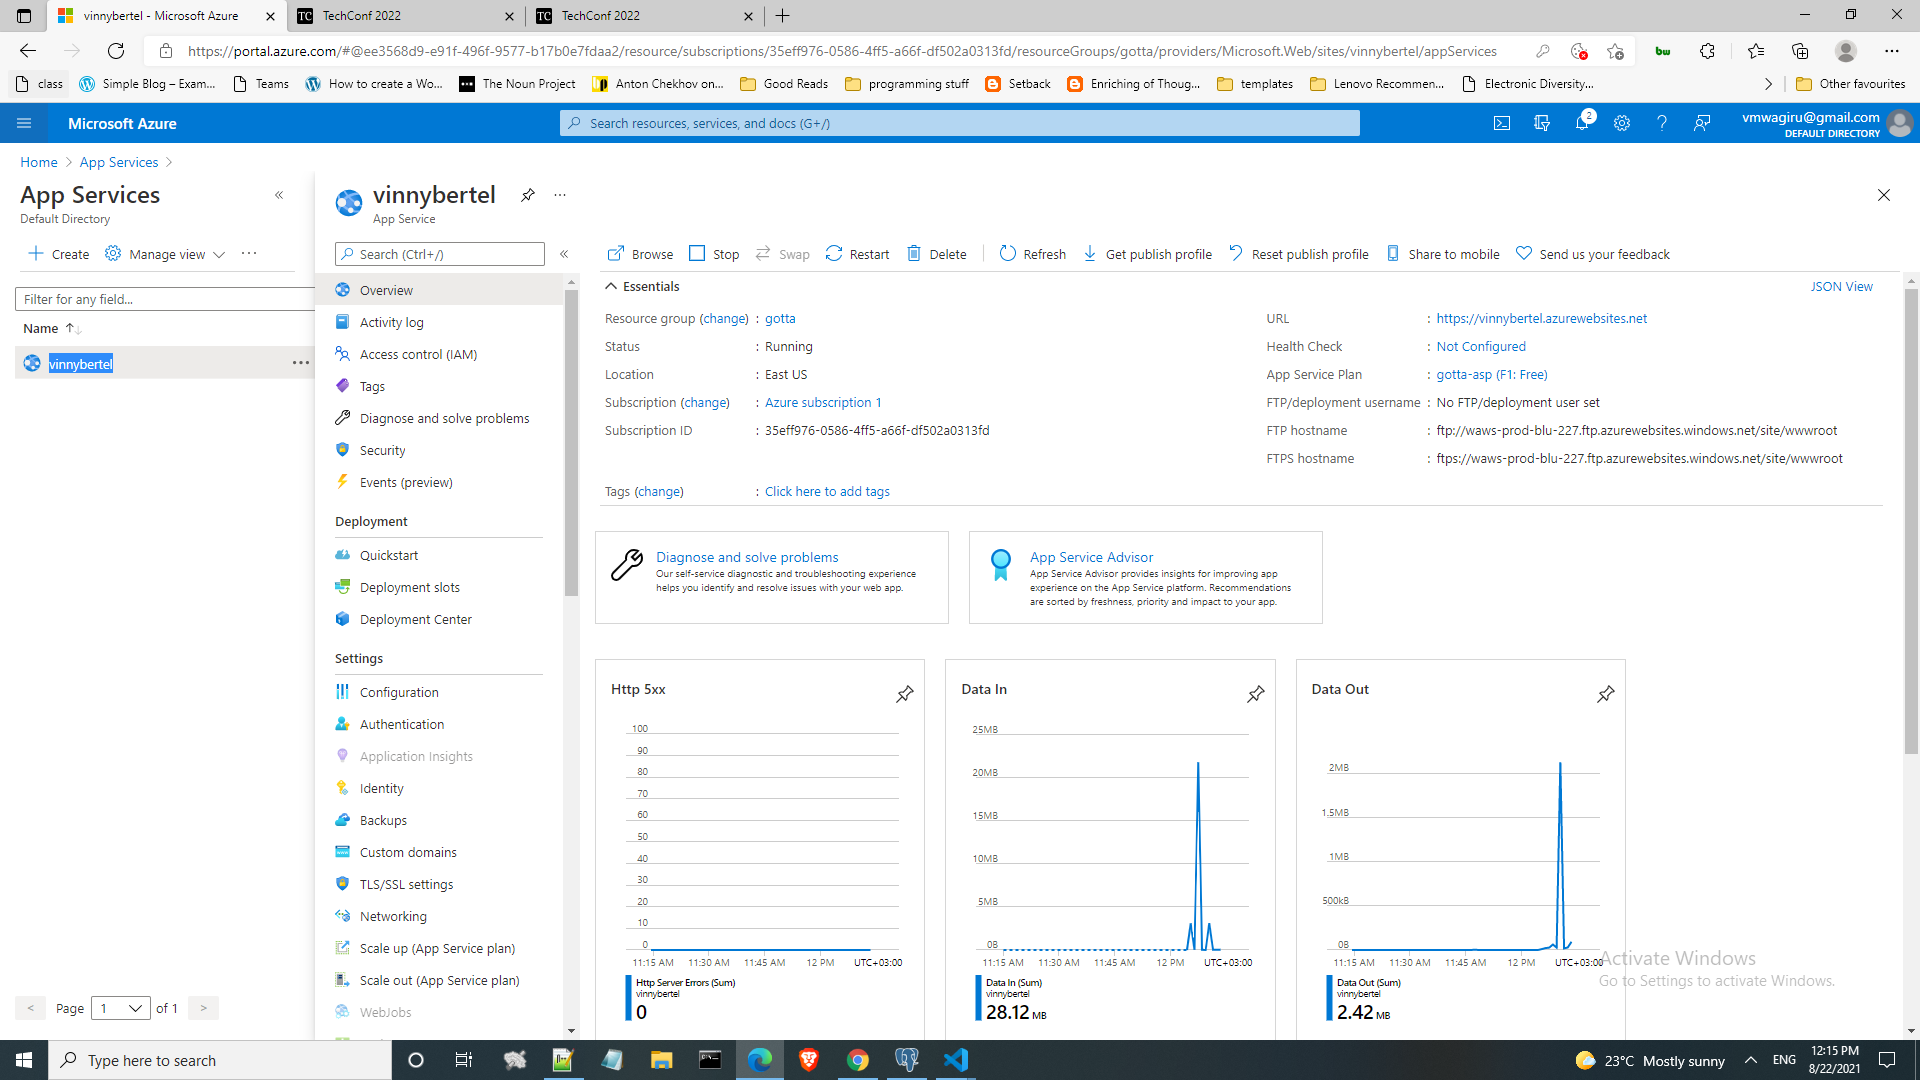 vinnybertel - Microsoft Azure
TechConf 2022
TechConf 2022
https://portal.azure.com/#@ee3568d9-e91f-496f-9577-b17b0e7fdaa2/resource/subscriptions/35eff976-0586-4ff5-a66f-df502a0313fd/resourceGroups/gotta/providers/Microsoft.Web/sites/vinnybertel/appServices
class
Simple Blog – Exam...
Teams
How to create a Wo...
The Noun Project
Anton Chekhov on...
Good Reads
programming stuff
Setback
Enriching of Thoug...
templates
Lenovo Recommen...
Electronic Diversity...
Other favourites
Microsoft Azure
Search resources, services, and docs (G+/)
2
vmwagiru@gmail.com
DEFAULT DIRECTORY
Home > App Services >
App Services
Default Directory
Create
Manage view
Filter for any field...
Name
vinnybertel
Page 1 of 1
vinnybertel
App Service
Search (Ctrl+/)
Overview
Activity log
Access control (IAM)
Tags
Diagnose and solve problems
Security
Events (preview)
Deployment
Quickstart
Deployment slots
Deployment Center
Settings
Configuration
Authentication
Application Insights
Identity
Backups
Custom domains
TLS/SSL settings
Networking
Scale up (App Service plan)
Scale out (App Service plan)
WebJobs
Browse
Stop
Swap
Restart
Delete
Refresh
Get publish profile
Reset publish profile
Share to mobile
Send us your feedback
Essentials
JSON View
Resource group (change) : gotta
Status : Running
Location : East US
Subscription (change) : Azure subscription 1
Subscription ID : 35eff976-0586-4ff5-a66f-df502a0313fd
URL : https://vinnybertel.azurewebsites.net
Health Check : Not Configured
App Service Plan : gotta-asp (F1: Free)
FTP/deployment username : No FTP/deployment user set
FTP hostname : ftp://waws-prod-blu-227.ftp.azurewebsites.windows.net/site/wwwroot
FTPS hostname : ftps://waws-prod-blu-227.ftp.azurewebsites.windows.net/site/wwwroot
Tags (change) : Click here to add tags
Diagnose and solve problems
Our self-service diagnostic and troubleshooting experience
helps you identify and resolve issues with your web app.
App Service Advisor
App Service Advisor provides insights for improving app
experience on the App Service platform. Recommendations
are sorted by freshness, priority and impact to your app.
Http 5xx
100
90
80
70
60
50
40
30
20
10
0
11:15 AM 11:30 AM 11:45 AM 12 PM UTC+03:00
Http Server Errors (Sum)
vinnybertel
0
Data In
25MB
20MB
15MB
10MB
5MB
0B
11:15 AM 11:30 AM 11:45 AM 12 PM UTC+03:00
Data In (Sum)
vinnybertel
28.12 MB
Data Out
2MB
1.5MB
1MB
500kB
0B
11:15 AM 11:30 AM 11:45 AM 12 PM UTC+03:00
Data Out (Sum)
vinnybertel
2.42 MB
Activate Windows
Go to Settings to activate Windows.
Type here to search
23°C Mostly sunny
ENG
12:15 PM
8/22/2021